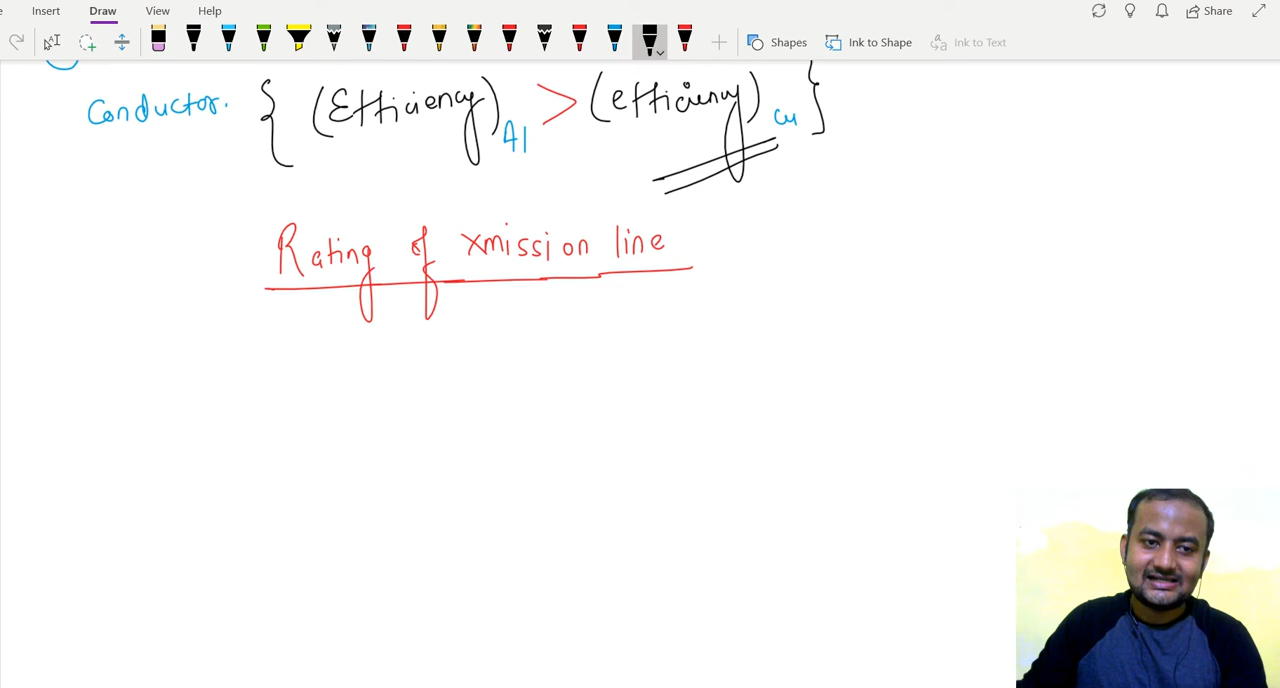 Insert Draw View Help
Share
Shapes Ink to Shape Ink to Text
Conductor. { (Efficiency)Al > (efficiency)cu }
Rating of xmission line